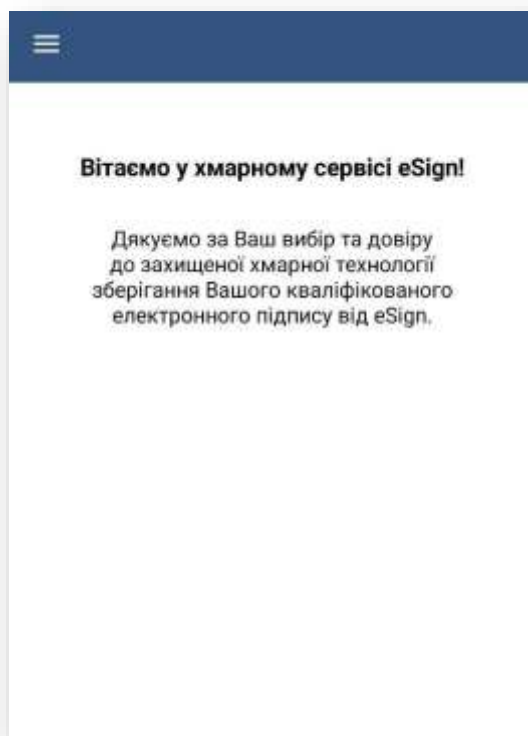 Вітаємо у хмарному сервісі eSign!
Дякуємо за Ваш вибір та довіру
до захищеної хмарної технології
зберігання Вашого кваліфікованого
електронного підпису від eSign.